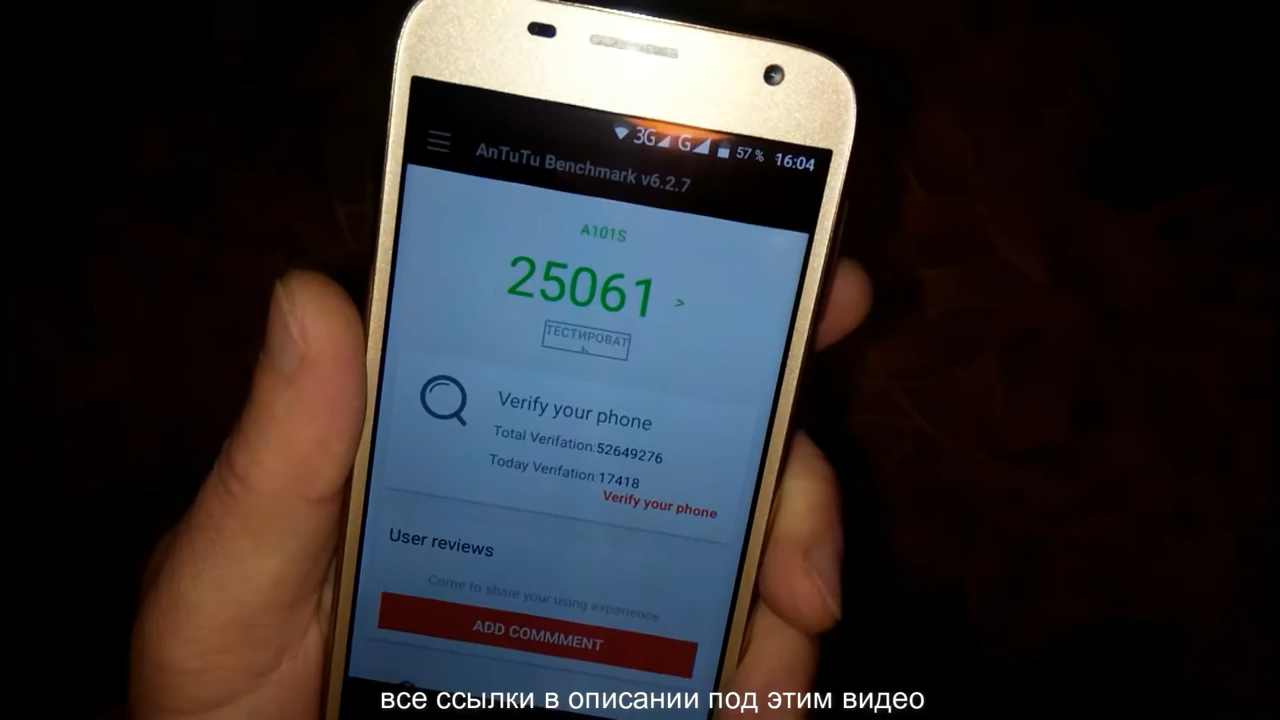 3G G 57 % 16:04
AnTuTu Benchmark v6.2.7
A101S
25061 >
ТЕСТИРОВАТ
Verify your phone
Total Verifation:52649276
Today Verifation:17418
Verify your phone
User reviews
Come to share your using experience
ADD COMMMENT
все ссылки в описании под этим видео